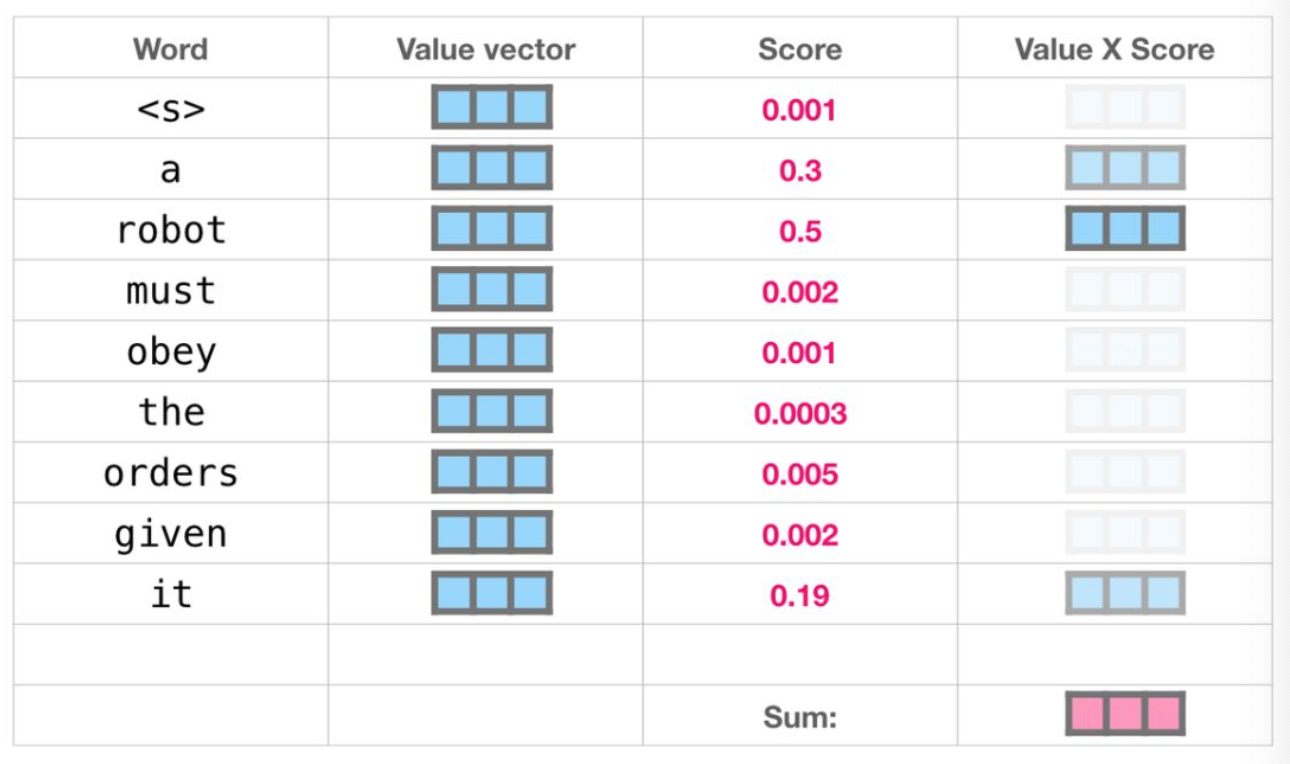 Word Value vector Score Value X Score
<s> 0.001
a 0.3
robot 0.5
must 0.002
obey 0.001
the 0.0003
orders 0.005
given 0.002
it 0.19
Sum: